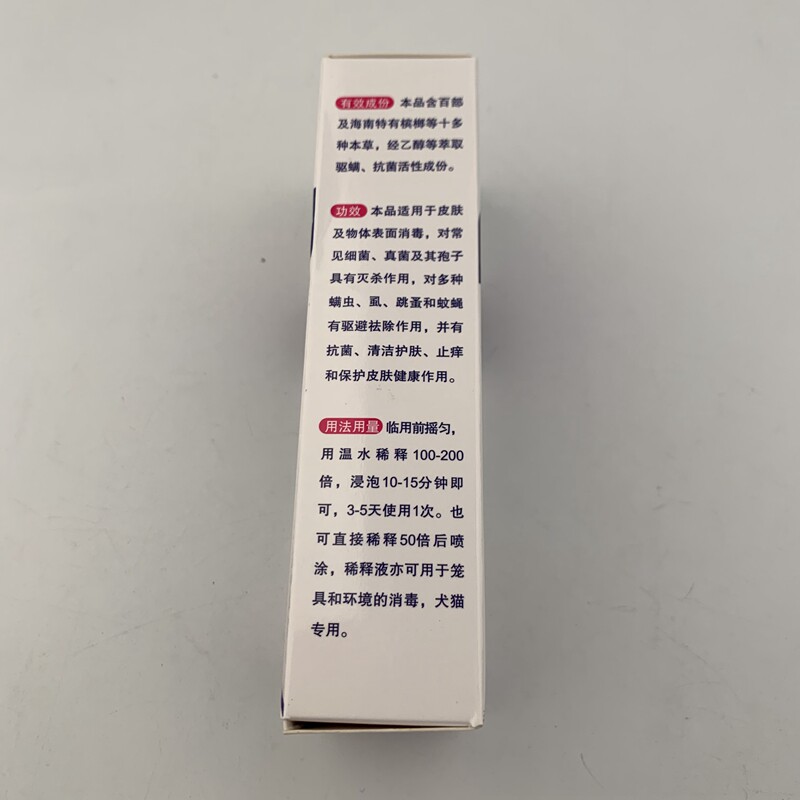 有效成份 本品含百部
及海南特有槟榔等十多
种本草，经乙醇等萃取
驱螨、抗菌活性成份。
功效 本品适用于皮肤
及物体表面消毒，对常
见细菌、真菌及其孢子
具有灭杀作用，对多种
螨虫、虱、跳蚤和蚊蝇
有驱避祛除作用，并有
抗菌、清洁护肤、止痒
和保护皮肤健康作用。
用法用量 临用前摇匀，
用温水稀释100-200
倍，浸泡10-15分钟即
可，3-5天使用1次。也
可直接稀释50倍后喷
涂，稀释液亦可用于笼
具和环境的消毒，犬猫
专用。